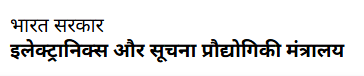 भारत सरकार
इलेक्ट्रानिक्स और सूचना प्रौद्योगिकी मंत्रालय